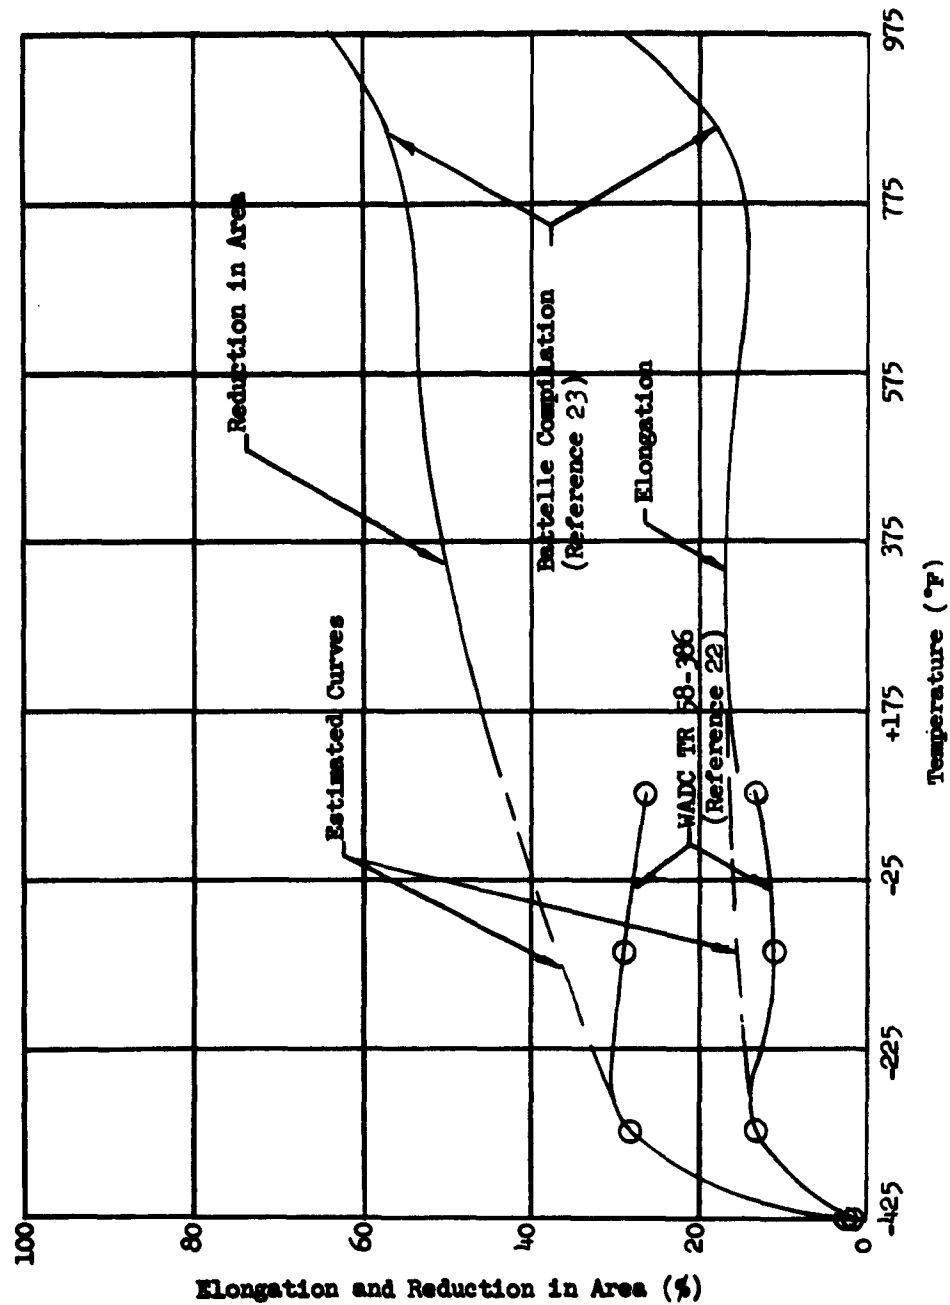 Elongation and Reduction in Area (%)
100
80
60
40
20
0
Reduction in Area
Estimated Curves
Battelle Compilation
(Reference 23)
Elongation
WADC TR 58-386
(Reference 22)
-425
-225
-25
+175
375
575
775
975
Temperature (°F)